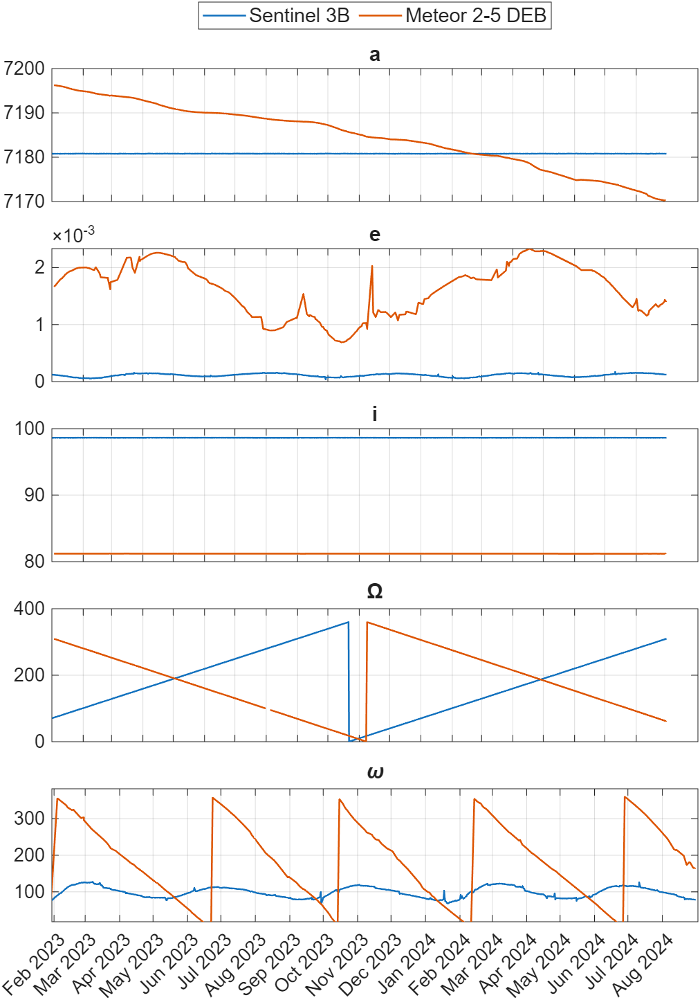 Sentinel 3B Meteor 2-5 DEB
a
7200
7190
7180
7170
×10⁻³ e
2
1
0
i
100
90
80
Ω
400
200
0
ω
300
200
100
Feb 2023 Mar 2023 Apr 2023 May 2023 Jun 2023 Jul 2023 Aug 2023 Sep 2023 Oct 2023 Nov 2023 Dec 2023 Jan 2024 Feb 2024 Mar 2024 Apr 2024 May 2024 Jun 2024 Jul 2024 Aug 2024